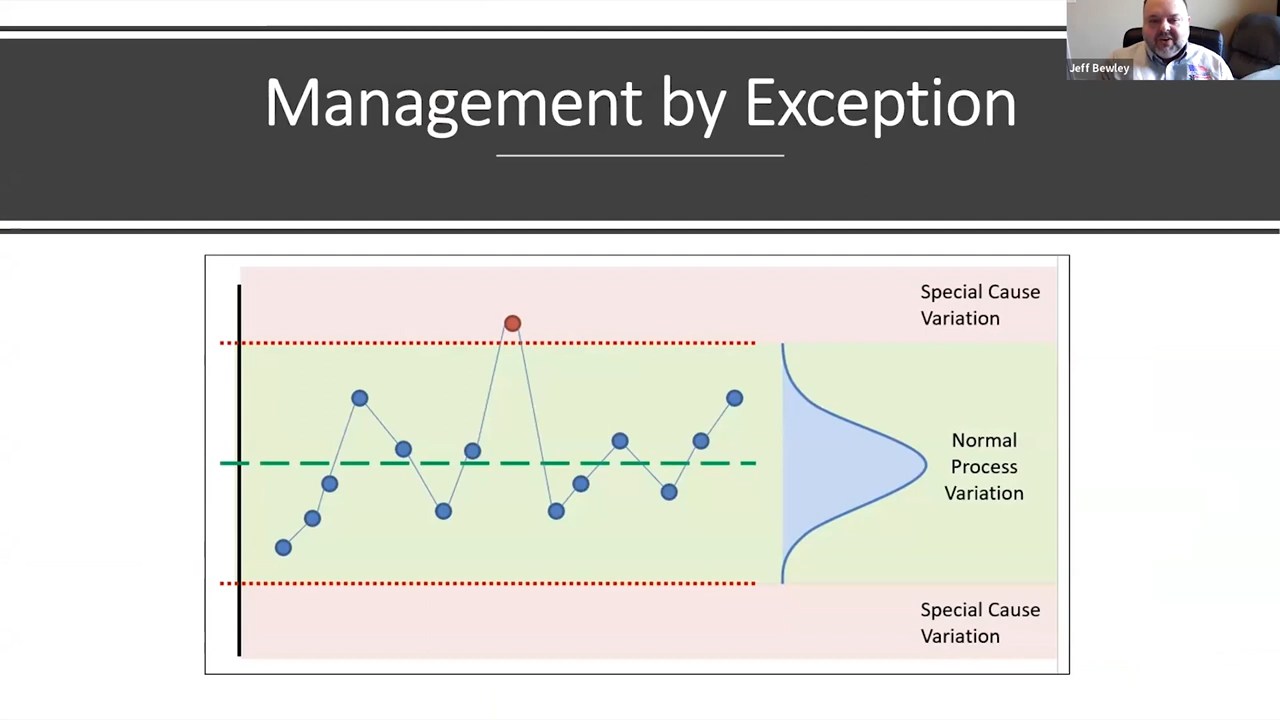 Management by Exception
Jeff Bewley
Special Cause
Variation
Normal
Process
Variation
Special Cause
Variation